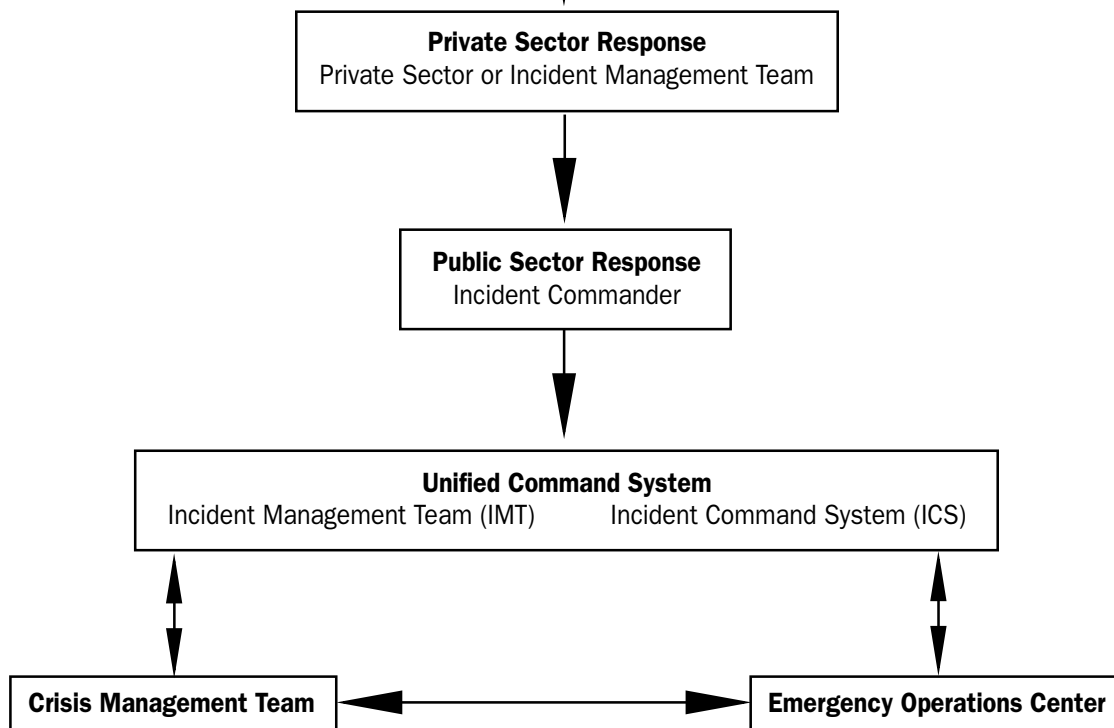 Private Sector Response
Private Sector or Incident Management Team
Public Sector Response
Incident Commander
Unified Command System
Incident Management Team (IMT) Incident Command System (ICS)
Crisis Management Team
Emergency Operations Center